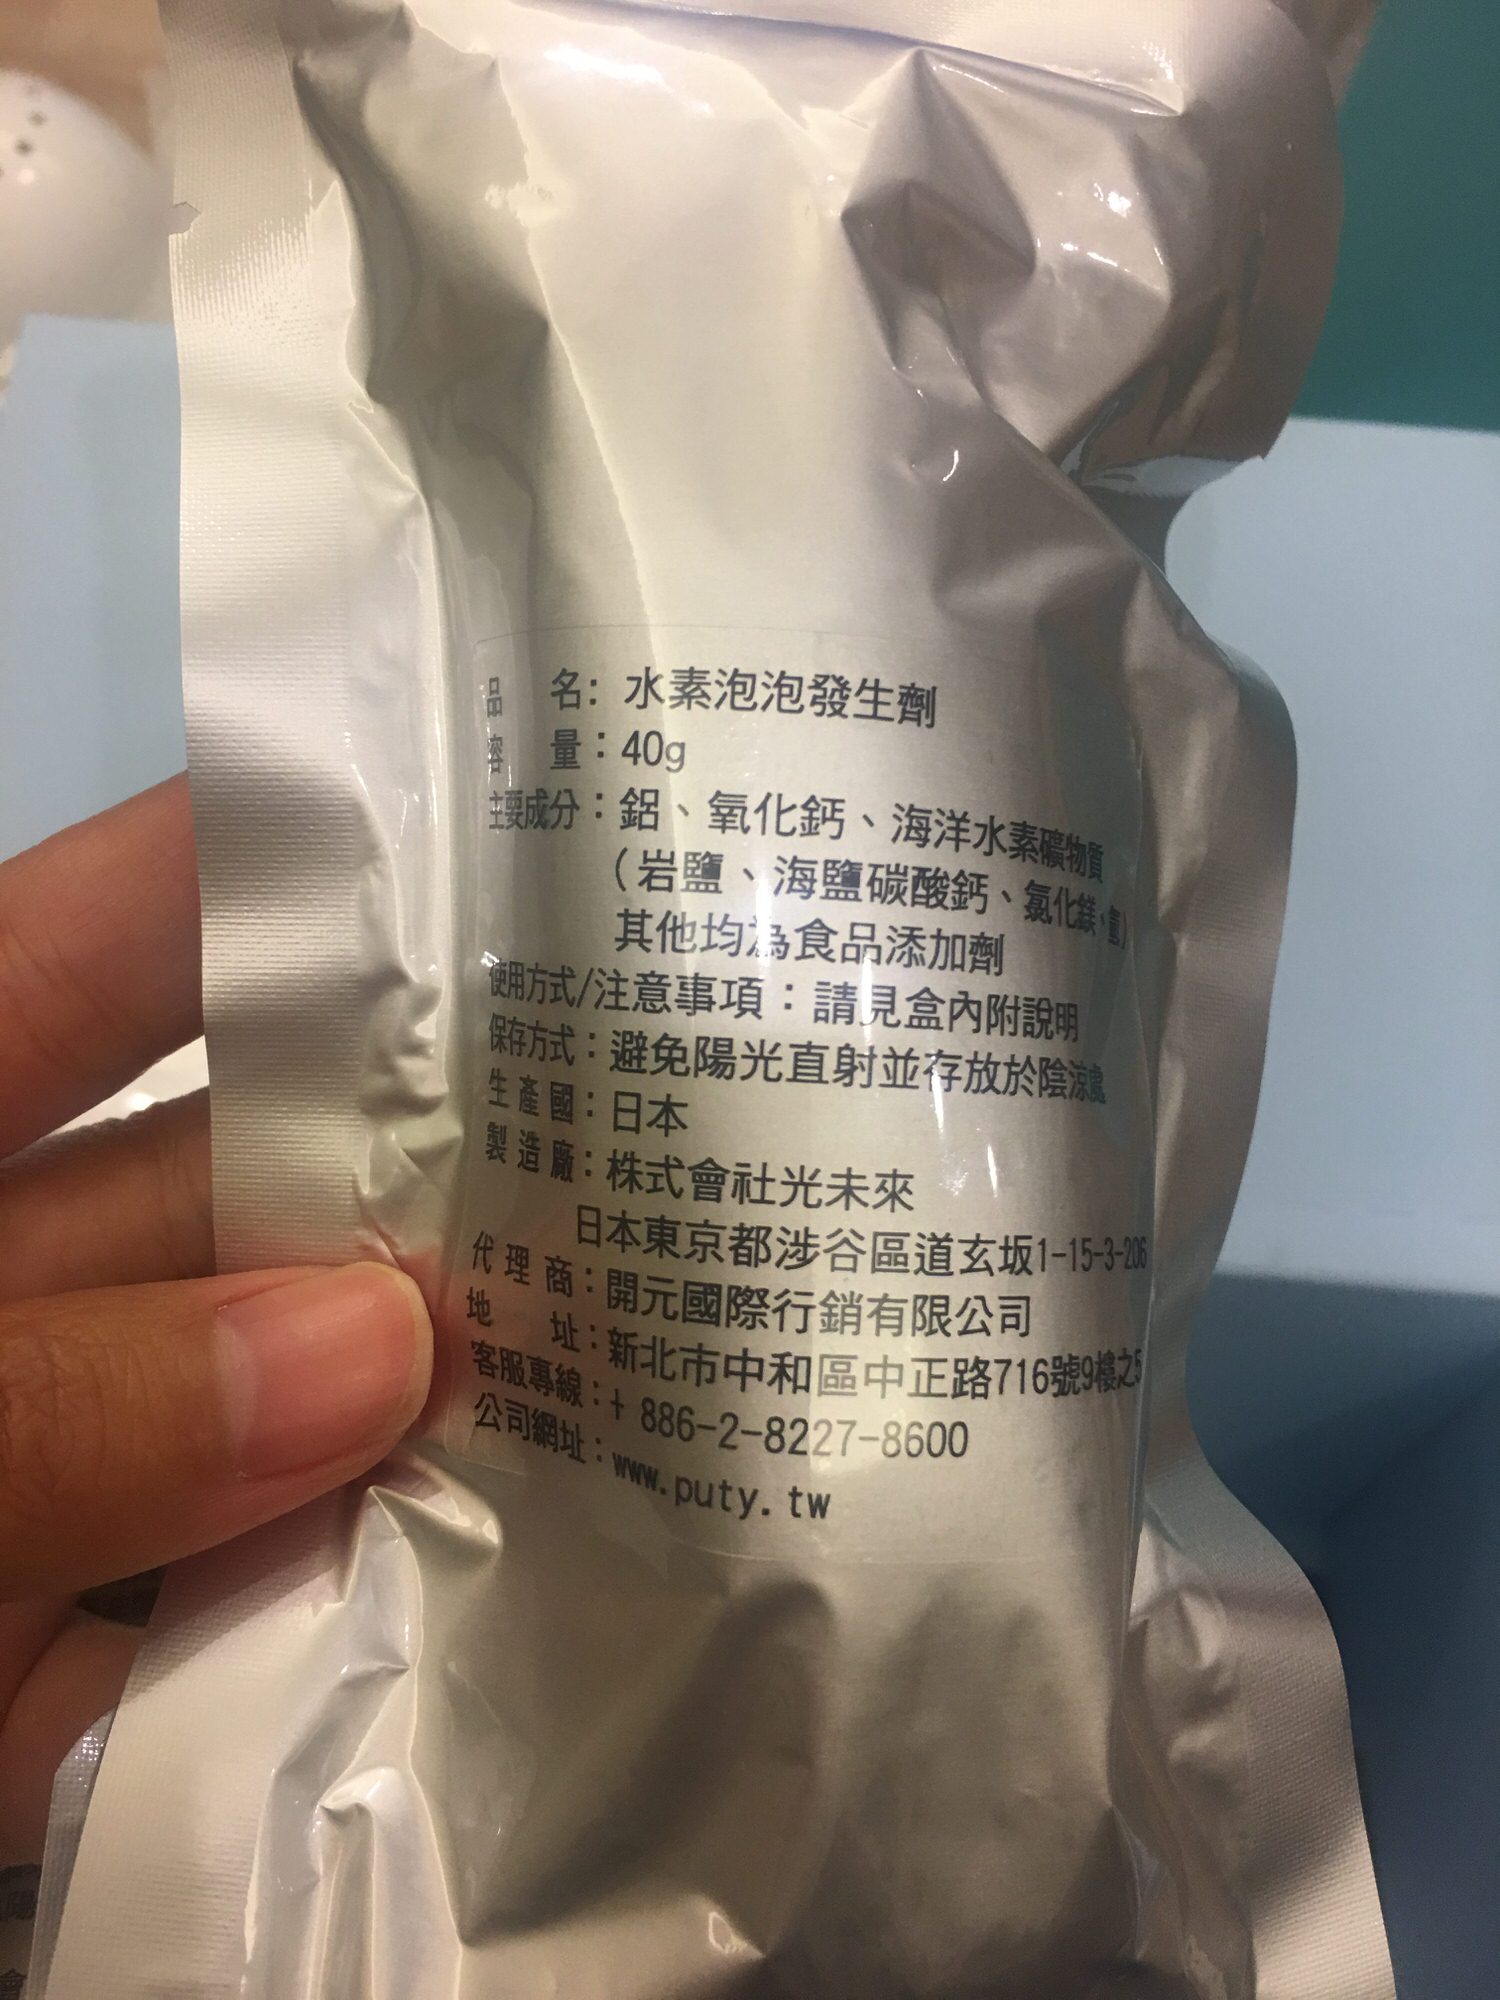 品　名：水素泡泡發生劑
容　量：40g
主要成分：鋁、氧化鈣、海洋水素礦物質
（岩鹽、海鹽碳酸鈣、氯化鎂、氫）
其他均為食品添加劑
使用方式/注意事項：請見盒內附說明
保存方式：避免陽光直射並存放於陰涼處
生產國：日本
製造廠：株式會社光未來
日本東京都涉谷區道玄坂1-15-3-206
代理商：開元國際行銷有限公司
地　址：新北市中和區中正路716號9樓之5
客服專線：+ 886-2-8227-8600
公司網址：www.puty.tw